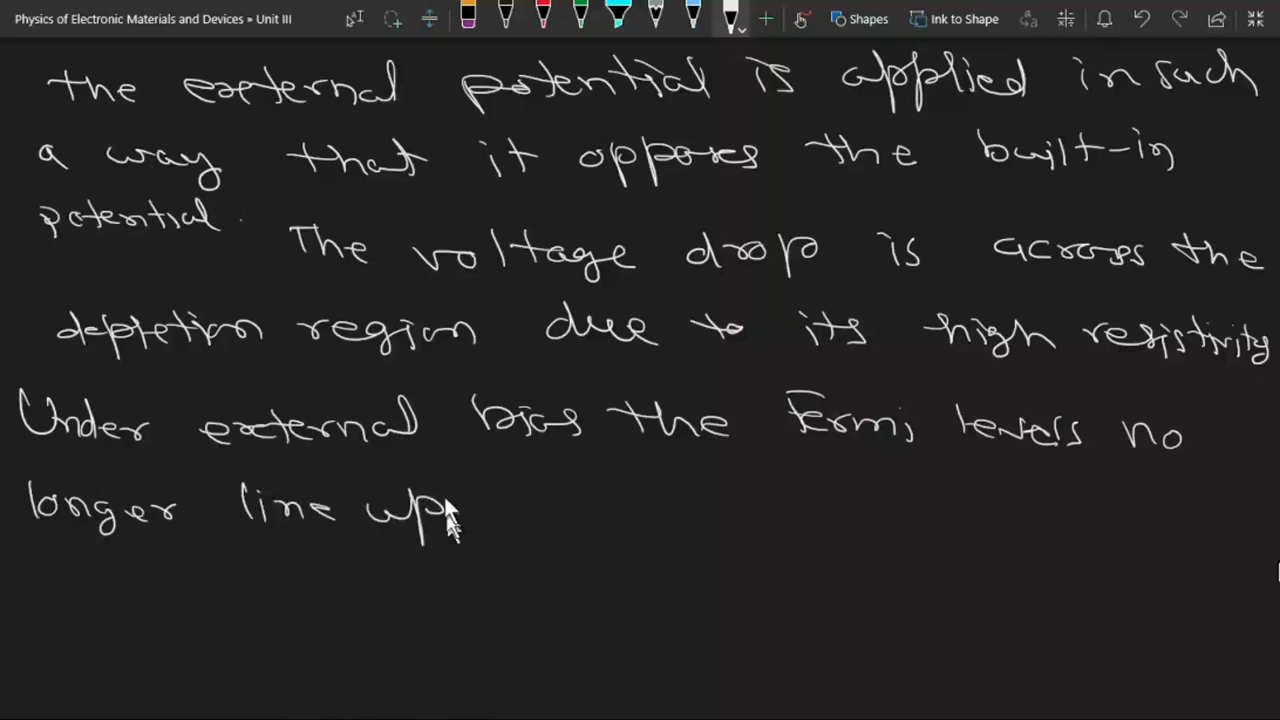 Physics of Electronic Materials and Devices » Unit III
Shapes
Ink to Shape
the external potential is applied in such
a way that it opposes the built-in
potential.
The voltage drop is across the
depletion region due to its high resistivity
Under external bias the Fermi levels no
longer line up